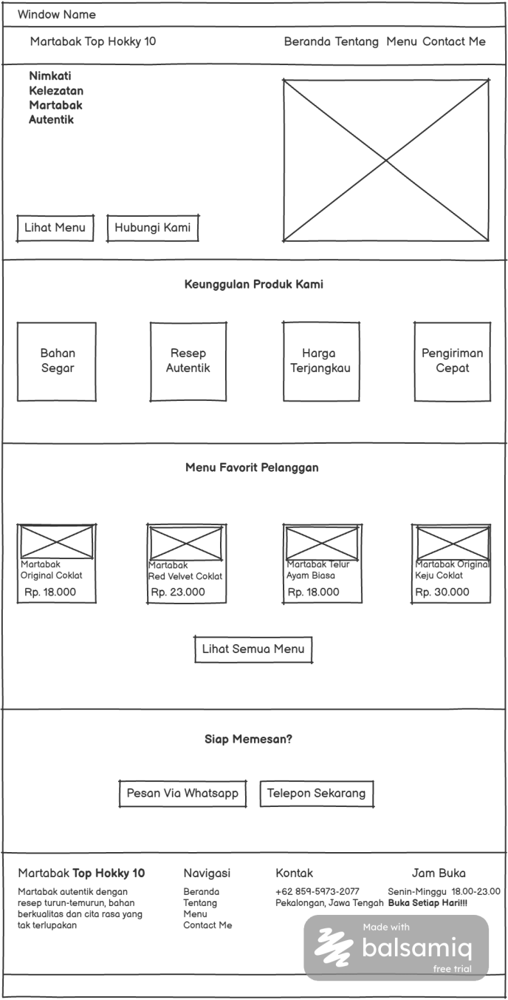 Window Name
Martabak Top Hokky 10
Beranda Tentang Menu Contact Me
Nimkati
Kelezatan
Martabak
Autentik
Lihat Menu
Hubungi Kami
Keunggulan Produk Kami
Bahan
Segar
Resep
Autentik
Harga
Terjangkau
Pengiriman
Cepat
Menu Favorit Pelanggan
Martabak
Original Coklat
Rp. 18.000
Martabak
Red Velvet Coklat
Rp. 23.000
Martabak Telur
Ayam Biasa
Rp. 18.000
Martabak Original
Keju Coklat
Rp. 30.000
Lihat Semua Menu
Siap Memesan?
Pesan Via Whatsapp
Telepon Sekarang
Martabak Top Hokky 10
Martabak autentik dengan
resep turun-temurun, bahan
berkualitas dan cita rasa yang
tak terlupakan
Navigasi
Beranda
Tentang
Menu
Contact Me
Kontak
+62 859-5973-2077
Pekalongan, Jawa Tengah
Jam Buka
Senin-Minggu 18.00-23.00
Buka Setiap Hari!!!
Made with
balsamiq
free trial